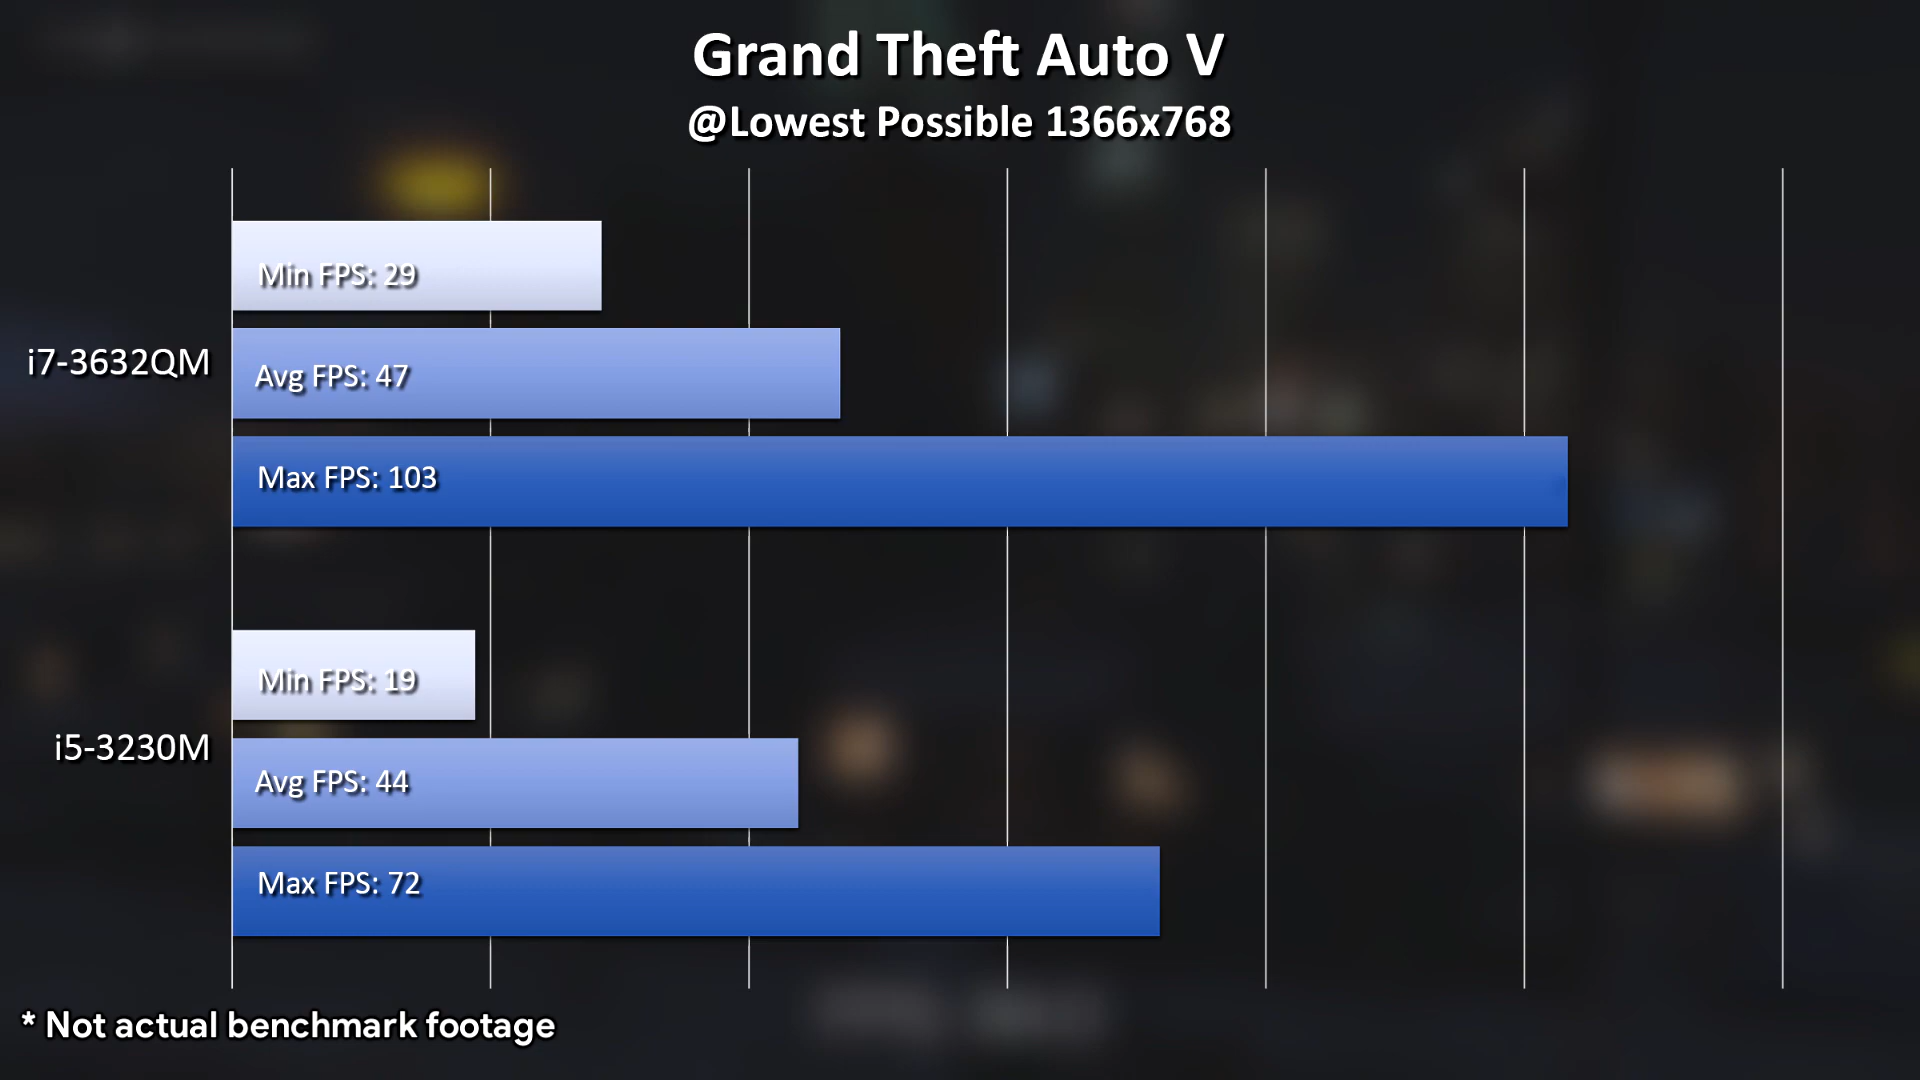 Grand Theft Auto V
@Lowest Possible 1366x768
i7-3632QM
Min FPS: 29
Avg FPS: 47
Max FPS: 103
i5-3230M
Min FPS: 19
Avg FPS: 44
Max FPS: 72
* Not actual benchmark footage